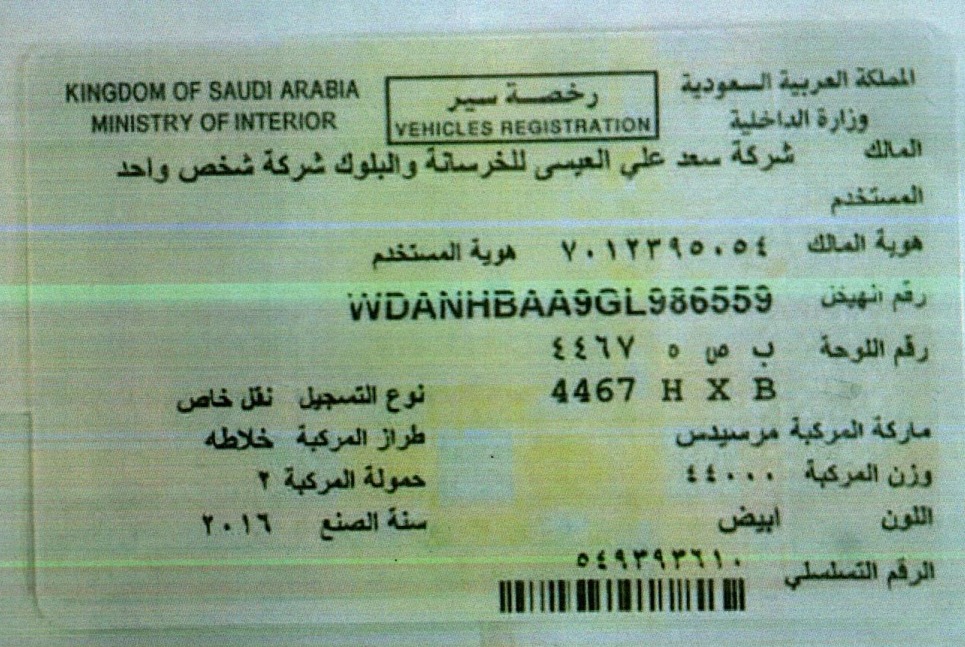 KINGDOM OF SAUDI ARABIA
MINISTRY OF INTERIOR
رخصة سير
VEHICLES REGISTRATION
المملكة العربية السعودية
وزارة الداخلية
المالك شركة سعد علي العيسى للخرسانة والبلوك شركة شخص واحد
المستخدم
هوية المالك ٧٠١٢٣٩٥٠٥٤ هوية المستخدم
رقم الهيكل WDANHBAA9GL986559
رقم اللوحة ب ص ه ٤٤٦٧
4467 H X B
نوع التسجيل نقل خاص
ماركة المركبة مرسيدس طراز المركبة خلاطه
وزن المركبة ٤٤٠٠٠ حمولة المركبة ٢
اللون ابيض سنة الصنع ٢٠١٦
الرقم التسلسلي ٥٤٩٣٩٣٦١٠